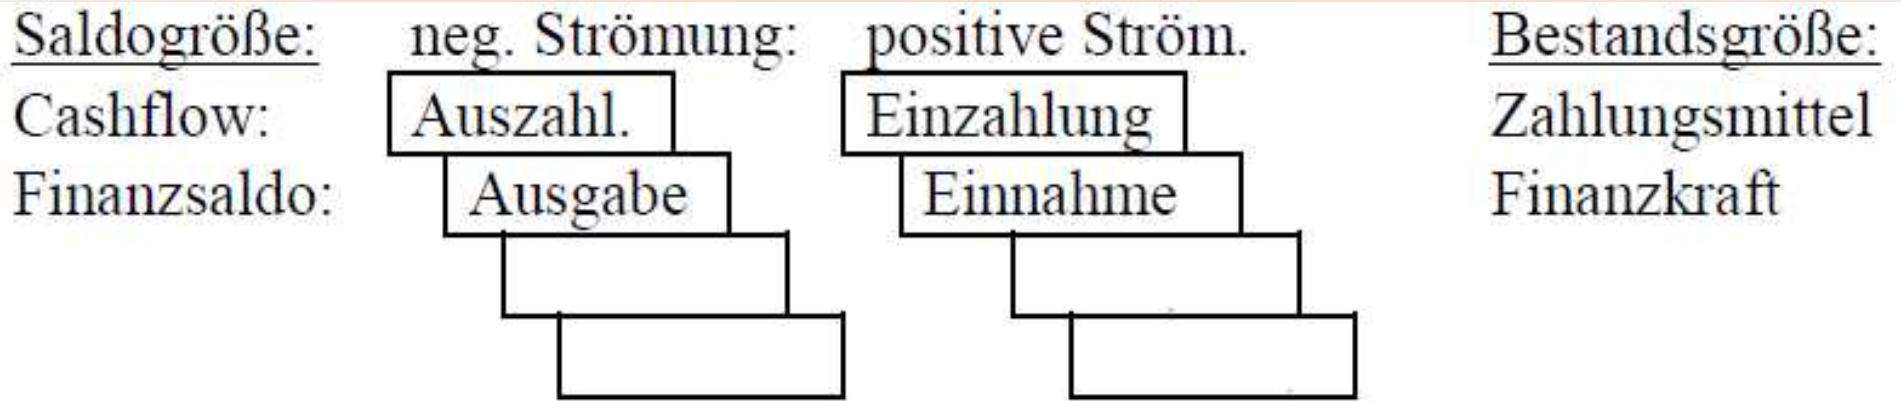 Saldogröße: neg. Strömung: positive Ström. Bestandsgröße:
Cashflow: Auszahl. Einzahlung Zahlungsmittel
Finanzsaldo: Ausgabe Einnahme Finanzkraft